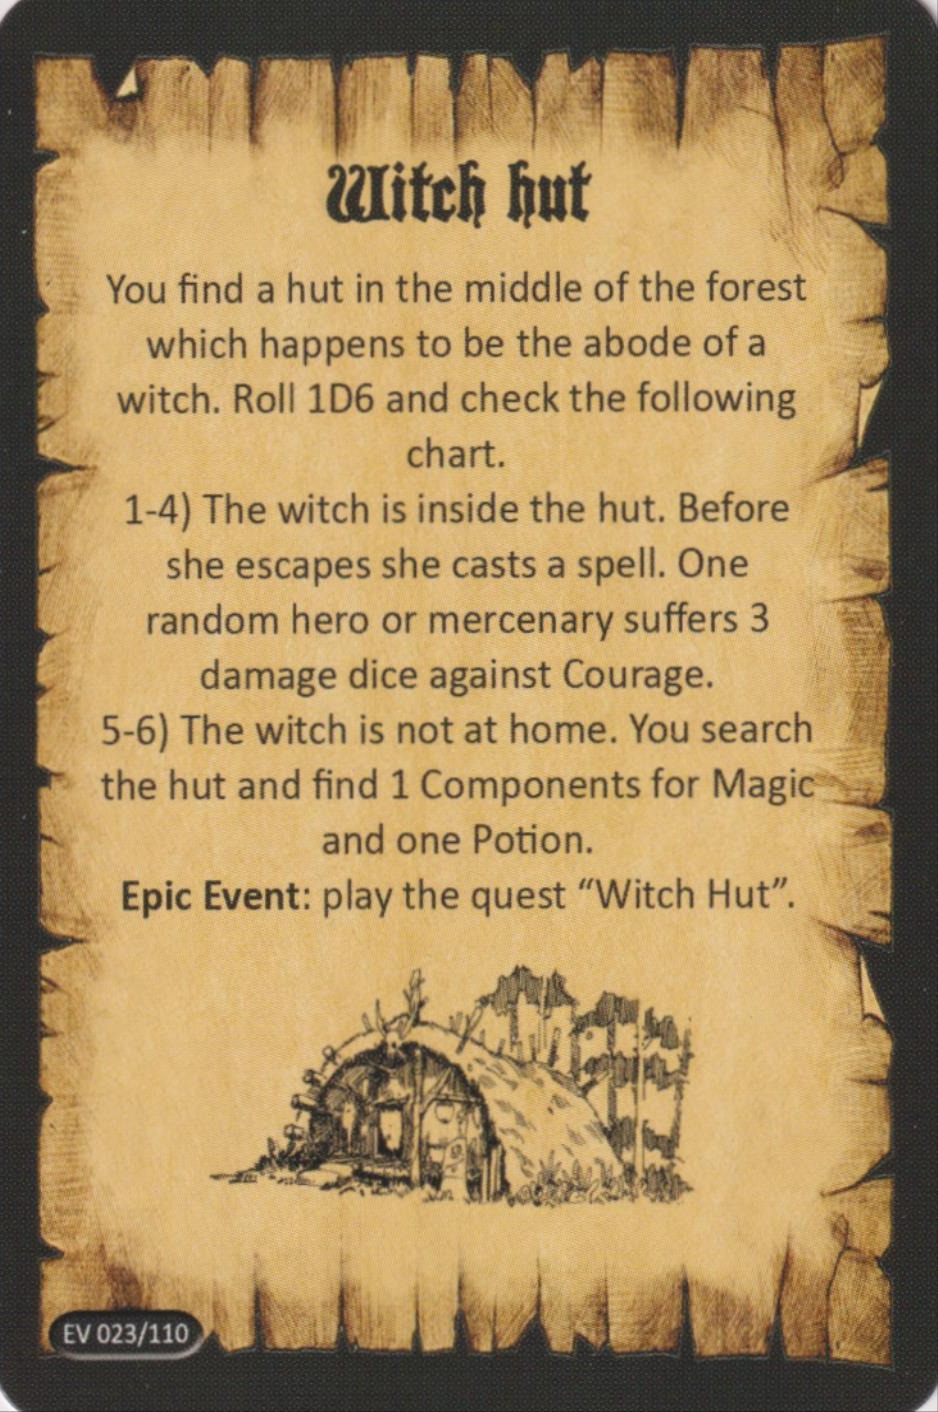 Witch hut
You find a hut in the middle of the forest
which happens to be the abode of a
witch. Roll 1D6 and check the following
chart.
1-4) The witch is inside the hut. Before
she escapes she casts a spell. One
random hero or mercenary suffers 3
damage dice against Courage.
5-6) The witch is not at home. You search
the hut and find 1 Components for Magic
and one Potion.
Epic Event: play the quest “Witch Hut”.
EV 023/110